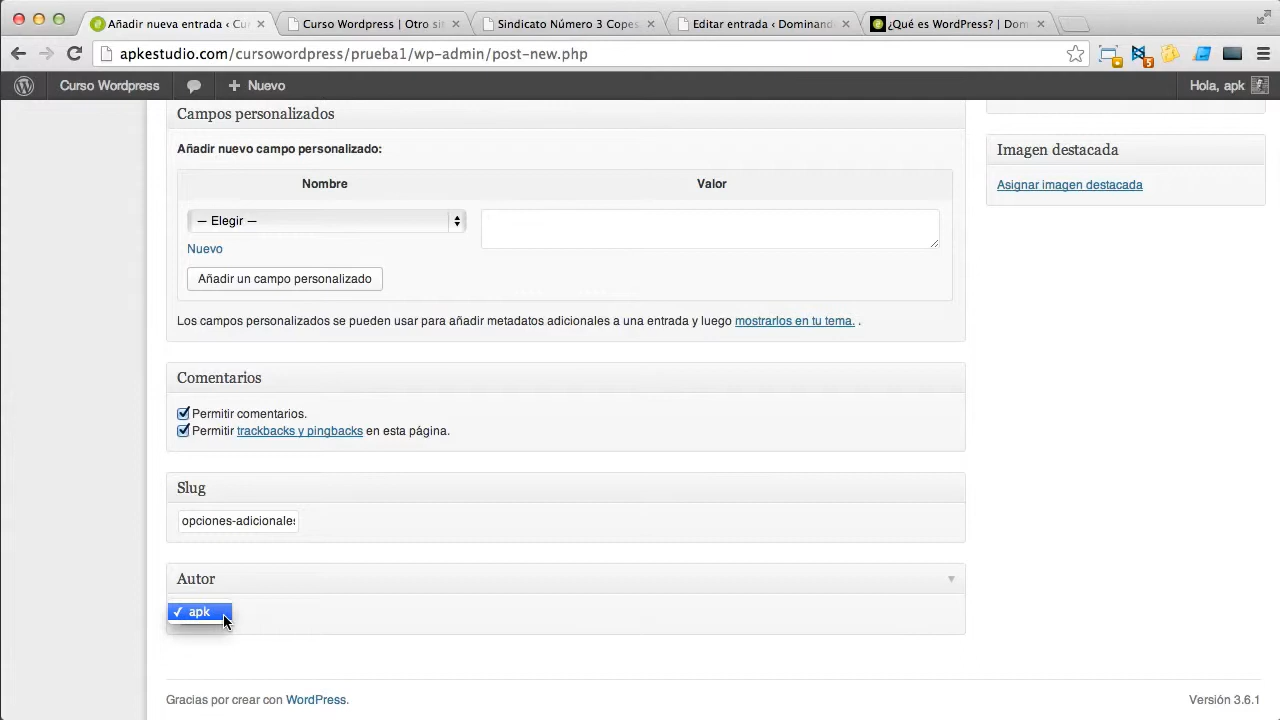 Añadir nueva entrada ‹ Cu
Curso Wordpress | Otro si
Sindicato Número 3 Copes
Editar entrada ‹ Dominand
¿Qué es WordPress? | Dom
apkestudio.com/cursowordpress/prueba1/wp-admin/post-new.php
5
Curso Wordpress
Nuevo
Hola, apk
Campos personalizados
Imagen destacada
Añadir nuevo campo personalizado:
Asignar imagen destacada
Nombre
Valor
— Elegir —
Nuevo
Añadir un campo personalizado
Los campos personalizados se pueden usar para añadir metadatos adicionales a una entrada y luego mostrarlos en tu tema. .
Comentarios
Permitir comentarios.
Permitir trackbacks y pingbacks en esta página.
Slug
opciones-adicionales
Autor
✓ apk
Gracias por crear con WordPress.
Versión 3.6.1